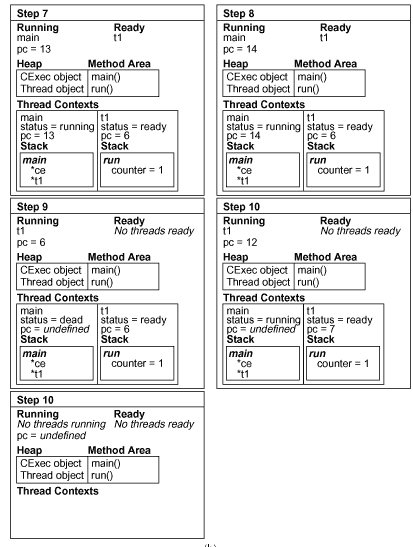 Step 7
Running Ready
main t1
pc = 13
Heap Method Area
CExec object main()
Thread object run()
Thread Contexts
main t1
status = running status = ready
pc = 13 pc = 6
Stack Stack
main run
*ce counter = 1
*t1
Step 8
Running Ready
main t1
pc = 14
Heap Method Area
CExec object main()
Thread object run()
Thread Contexts
main t1
status = running status = ready
pc = 14 pc = 6
Stack Stack
main run
*ce counter = 1
*t1
Step 9
Running Ready
t1 No threads ready
pc = 6
Heap Method Area
CExec object main()
Thread object run()
Thread Contexts
main t1
status = dead status = ready
pc = undefined pc = 6
Stack Stack
main run
*ce counter = 1
*t1
Step 10
Running Ready
t1 No threads ready
pc = 12
Heap Method Area
CExec object main()
Thread object run()
Thread Contexts
main t1
status = running status = ready
pc = undefined pc = 7
Stack Stack
main run
*ce counter = 1
*t1
Step 10
Running Ready
No threads running No threads ready
pc = undefined
Heap Method Area
CExec object main()
Thread object run()
Thread Contexts